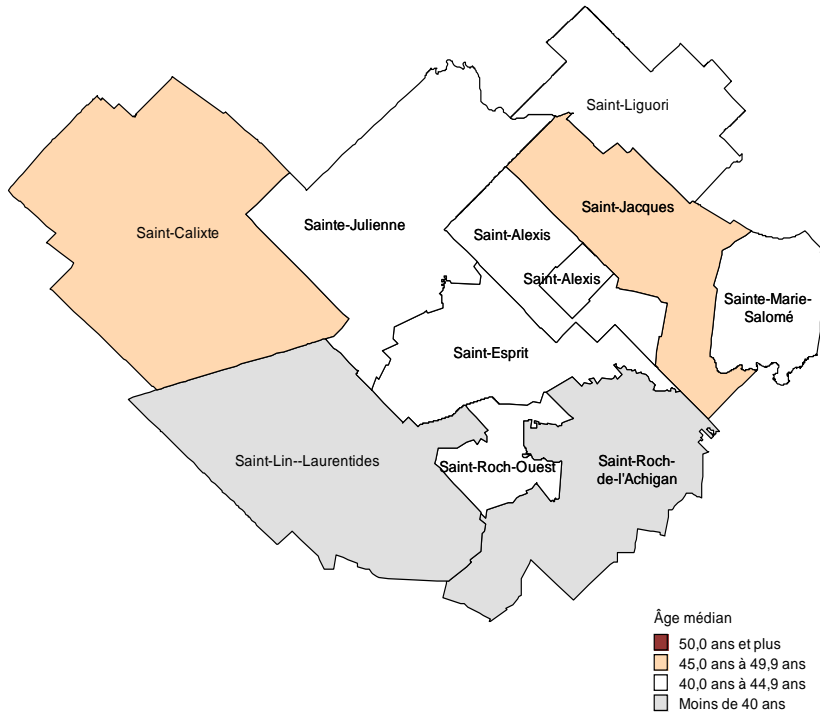 Saint-Liguori
Saint-Jacques
Sainte-Julienne
Saint-Calixte
Saint-Alexis
Saint-Alexis
Sainte-Marie-
Salomé
Saint-Esprit
Saint-Lin--Laurentides
Saint-Roch-Ouest
Saint-Roch-
de-l'Achigan
Âge médian
50,0 ans et plus
45,0 ans à 49,9 ans
40,0 ans à 44,9 ans
Moins de 40 ans